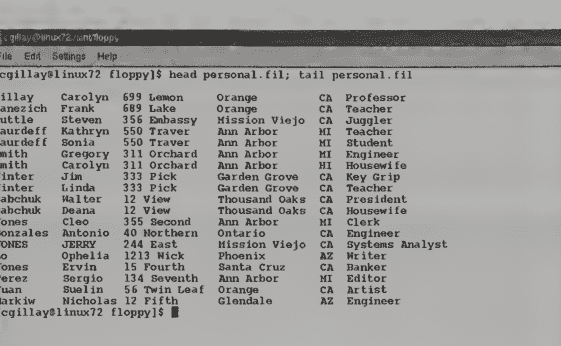 cgillay@linux72:/mnt/floppy
File Edit Settings Help
cgillay@linux72 floppy]$ head personal.fil; tail personal.fil
illay Carolyn 699 Lemon Orange CA Professor
anezich Frank 689 Lake Orange CA Teacher
uttle Steven 356 Embassy Mission Viejo CA Juggler
aurdeff Kathryn 550 Traver Ann Arbor MI Teacher
aurdeff Sonia 550 Traver Ann Arbor MI Student
mith Gregory 311 Orchard Ann Arbor MI Engineer
mith Carolyn 311 Orchard Ann Arbor MI Housewife
inter Jim 333 Pick Garden Grove CA Key Grip
inter Linda 333 Pick Garden Grove CA Teacher
abchuk Walter 12 View Thousand Oaks CA President
abchuk Deana 12 View Thousand Oaks CA Housewife
ones Cleo 355 Second Ann Arbor MI Clerk
onzales Antonio 40 Northern Ontario CA Engineer
JONES JERRY 244 East Mission Viejo CA Systems Analyst
o Ophelia 1213 Wick Phoenix AZ Writer
ones Ervin 15 Fourth Santa Cruz CA Banker
erez Sergio 134 Seventh Ann Arbor MI Editor
uan Suelin 56 Twin Leaf Orange CA Artist
arkiw Nicholas 12 Fifth Glendale AZ Engineer
cgillay@linux72 floppy]$